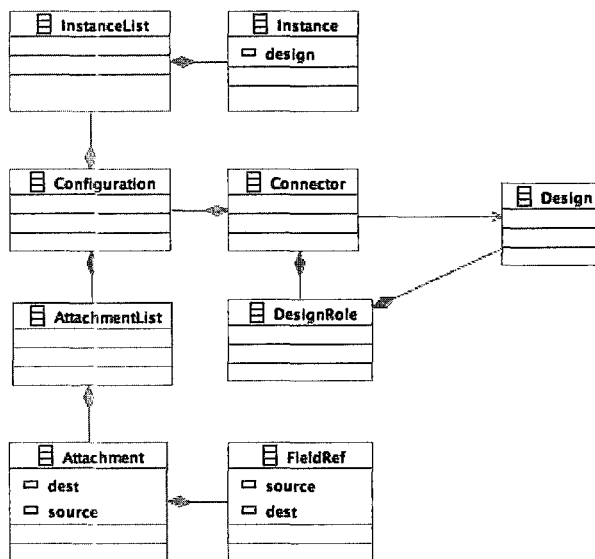 InstanceList
Instance
design
Configuration
Connector
Design
AttachmentList
DesignRole
Attachment
dest
source
FieldRef
source
dest